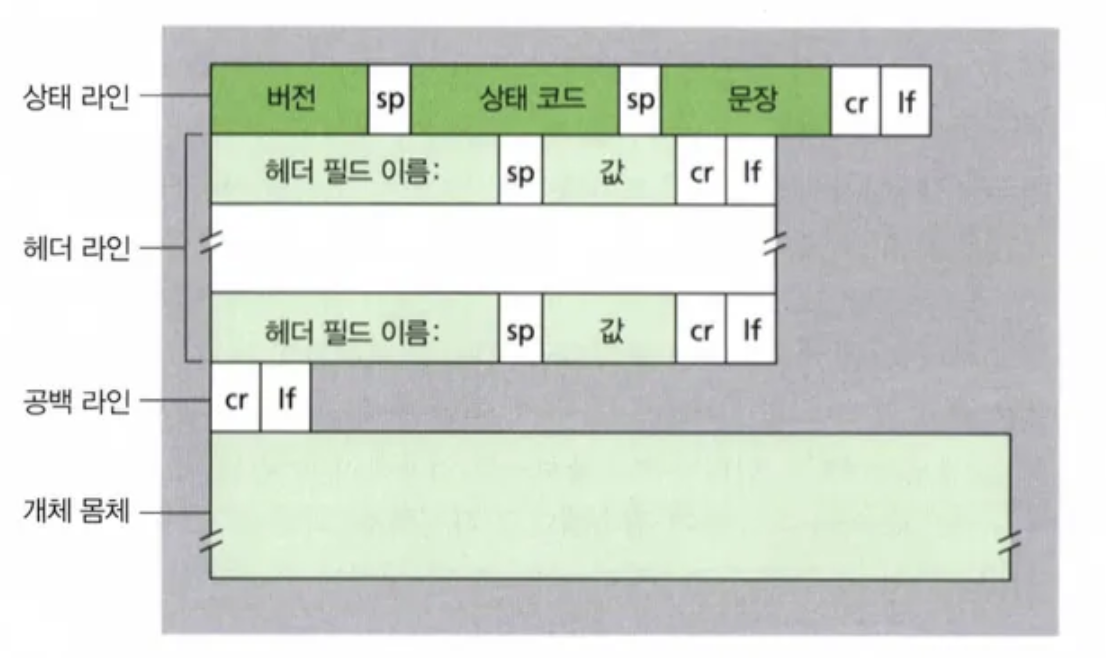 상태 라인 버전 sp 상태 코드 sp 문장 cr lf
헤더 필드 이름: sp 값 cr lf
헤더 라인
헤더 필드 이름: sp 값 cr lf
공백 라인 cr lf
개체 몸체